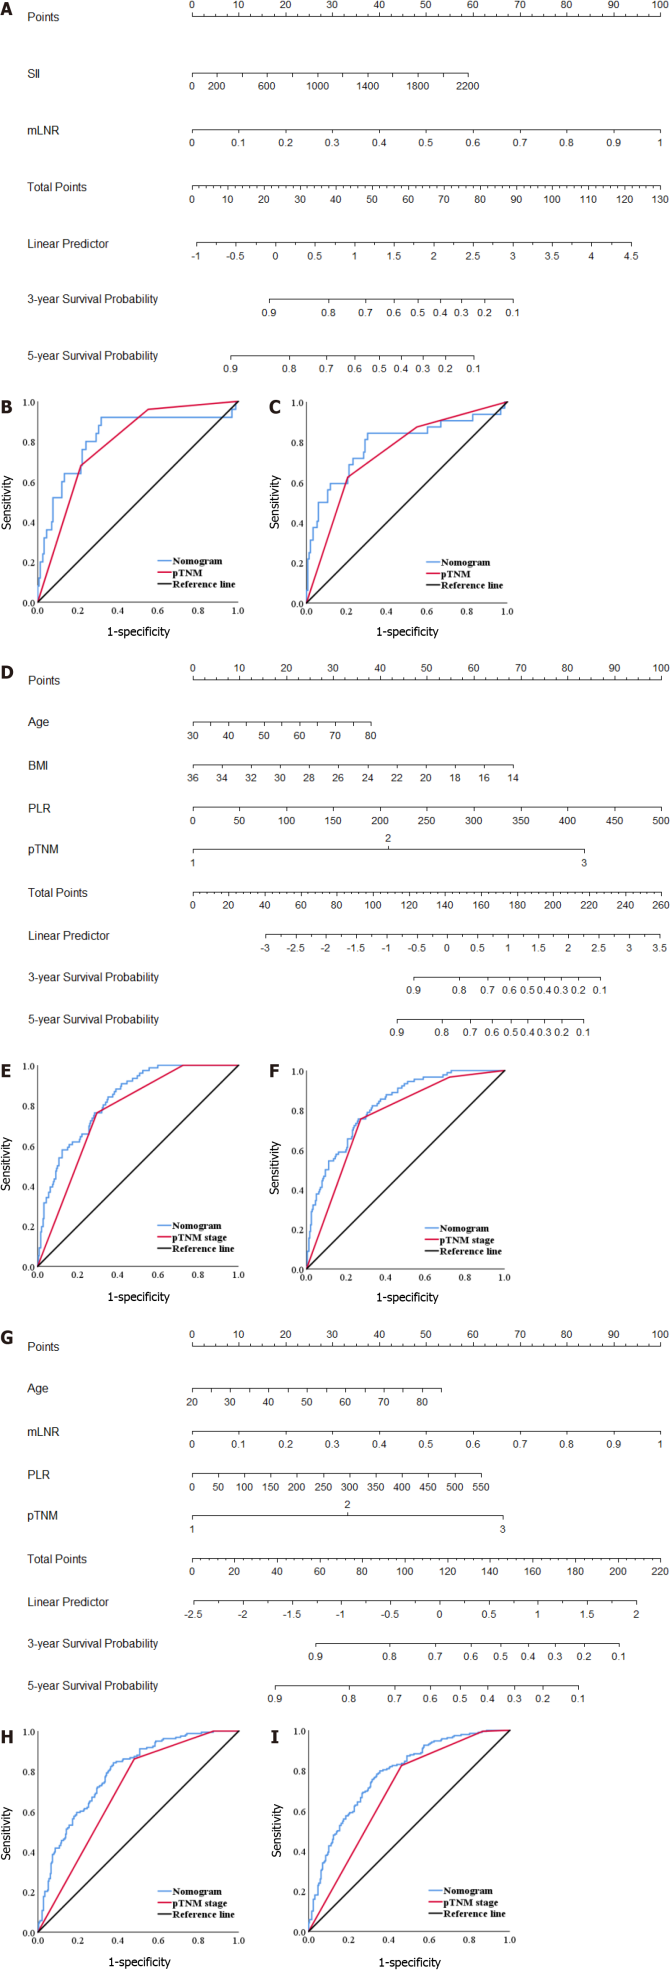 A
Points
0 10 20 30 40 50 60 70 80 90 100
SII
0 200 600 1000 1400 1800 2200
mLNR
0 0.1 0.2 0.3 0.4 0.5 0.6 0.7 0.8 0.9 1
Total Points
0 10 20 30 40 50 60 70 80 90 100 110 120 130
Linear Predictor
-1 -0.5 0 0.5 1 1.5 2 2.5 3 3.5 4 4.5
3-year Survival Probability
0.9 0.8 0.7 0.6 0.5 0.4 0.3 0.2 0.1
5-year Survival Probability
0.9 0.8 0.7 0.6 0.5 0.4 0.3 0.2 0.1
B
Sensitivity
1.0
0.8
0.6
0.4
0.2
0.0
Nomogram
pTNM
Reference line
0.0 0.2 0.4 0.6 0.8 1.0
1-specificity
C
Sensitivity
1.0
0.8
0.6
0.4
0.2
0.0
Nomogram
pTNM
Reference line
0.0 0.2 0.4 0.6 0.8 1.0
1-specificity
D
Points
0 10 20 30 40 50 60 70 80 90 100
Age
30 40 50 60 70 80
BMI
36 34 32 30 28 26 24 22 20 18 16 14
PLR
0 50 100 150 200 250 300 350 400 450 500
2
pTNM
1 3
Total Points
0 20 40 60 80 100 120 140 160 180 200 220 240 260
Linear Predictor
-3 -2.5 -2 -1.5 -1 -0.5 0 0.5 1 1.5 2 2.5 3 3.5
3-year Survival Probability
0.9 0.8 0.7 0.6 0.5 0.4 0.3 0.2 0.1
5-year Survival Probability
0.9 0.8 0.7 0.6 0.5 0.4 0.3 0.2 0.1
E
Sensitivity
1.0
0.8
0.6
0.4
0.2
0.0
Nomogram
pTNM stage
Reference line
0.0 0.2 0.4 0.6 0.8 1.0
1-specificity
F
Sensitivity
1.0
0.8
0.6
0.4
0.2
0.0
Nomogram
pTNM stage
Reference line
0.0 0.2 0.4 0.6 0.8 1.0
1-specificity
G
Points
0 10 20 30 40 50 60 70 80 90 100
Age
20 30 40 50 60 70 80
mLNR
0 0.1 0.2 0.3 0.4 0.5 0.6 0.7 0.8 0.9 1
PLR
0 50 100 150 200 250 300 350 400 450 500 550
2
pTNM
1 3
Total Points
0 20 40 60 80 100 120 140 160 180 200 220
Linear Predictor
-2.5 -2 -1.5 -1 -0.5 0 0.5 1 1.5 2
3-year Survival Probability
0.9 0.8 0.7 0.6 0.5 0.4 0.3 0.2 0.1
5-year Survival Probability
0.9 0.8 0.7 0.6 0.5 0.4 0.3 0.2 0.1
H
Sensitivity
1.0
0.8
0.6
0.4
0.2
0.0
Nomogram
pTNM stage
Reference line
0.0 0.2 0.4 0.6 0.8 1.0
1-specificity
I
Sensitivity
1.0
0.8
0.6
0.4
0.2
0.0
Nomogram
pTNM stage
Reference line
0.0 0.2 0.4 0.6 0.8 1.0
1-specificity